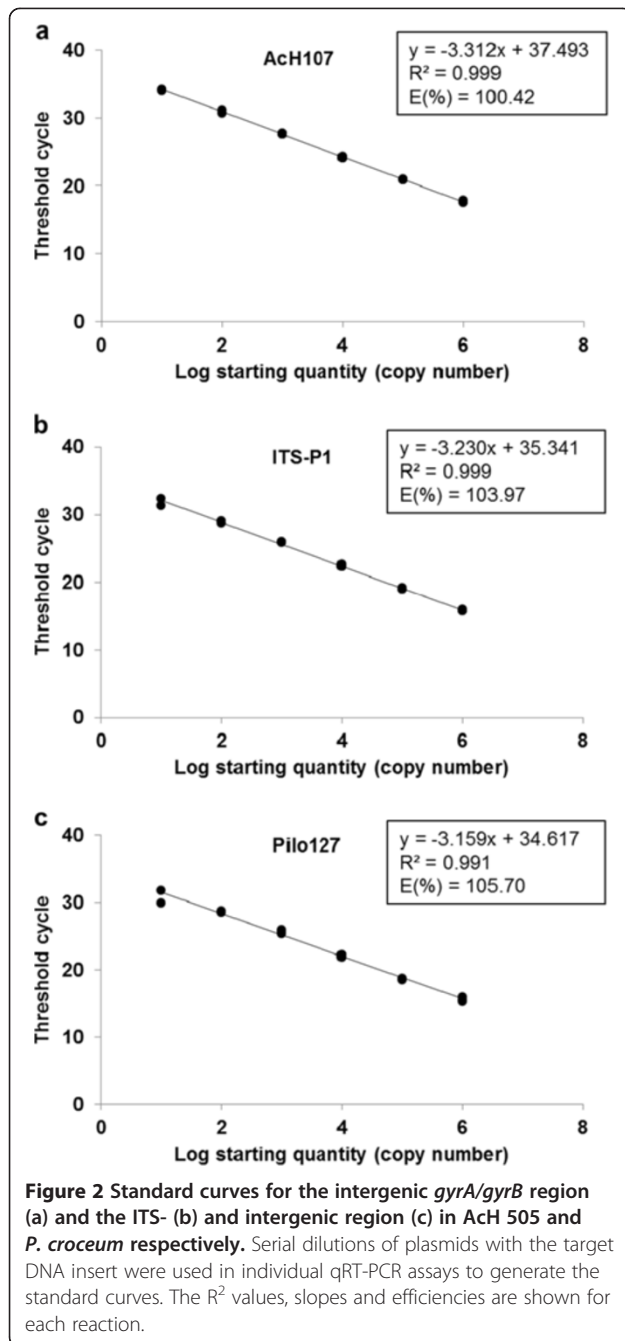 a
40
30
20
10
0
Threshold cycle
AcH107
y = -3.312x + 37.493
R² = 0.999
E(%) = 100.42
0 2 4 6 8
Log starting quantity (copy number)
b
40
30
20
10
0
Threshold cycle
ITS-P1
y = -3.230x + 35.341
R² = 0.999
E(%) = 103.97
0 2 4 6 8
Log starting quantity (copy number)
c
40
30
20
10
0
Threshold cycle
Pilo127
y = -3.159x + 34.617
R² = 0.991
E(%) = 105.70
0 2 4 6 8
Log starting quantity (copy number)
Figure 2 Standard curves for the intergenic gyrA/gyrB region
(a) and the ITS- (b) and intergenic region (c) in AcH 505 and
P. croceum respectively. Serial dilutions of plasmids with the target
DNA insert were used in individual qRT-PCR assays to generate the
standard curves. The R² values, slopes and efficiencies are shown for
each reaction.